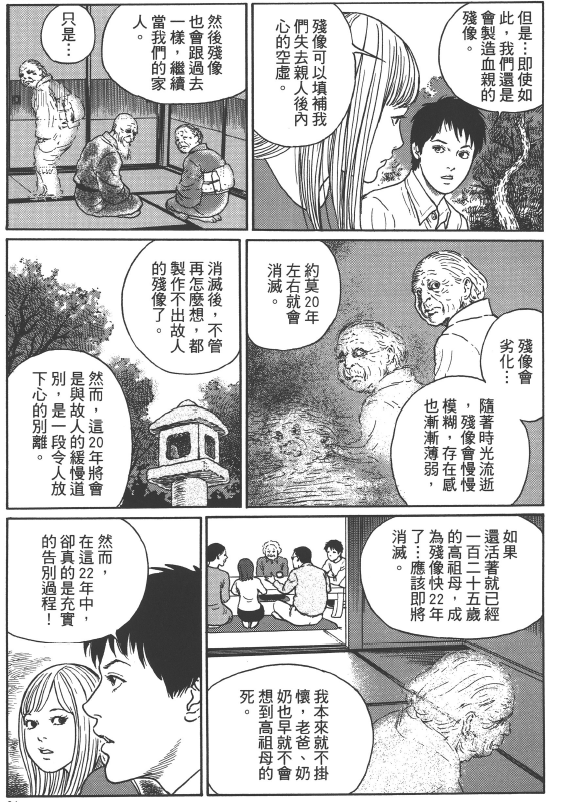 但是…即使如
此，我們還是
會製造血親的
殘像。
殘像可以填補我
們失去親人後內
心的空虛。
然後殘像
也會跟過去
一樣，繼續
當我們的家
人。
只是…
殘像會
劣化…
隨著時光流逝
，殘像會慢慢
模糊，存在感
也漸漸薄弱，
約莫20年
左右就會
消滅。
消滅後，不管
再怎麼想，都
製作不出故人
的殘像了。
然而，這20年將會
是與故人的緩慢道
別，是一段令人放
下心的別離。
如果
還活著就已經
一百二十五歲
的高祖母，成
為殘像快22年
了…應該即將
消滅。
我本來就不掛
懷，老爸、奶
奶也早就不會
想到高祖母的
死。
然而，
在這22年中，
卻真的是充實
的告別過程！